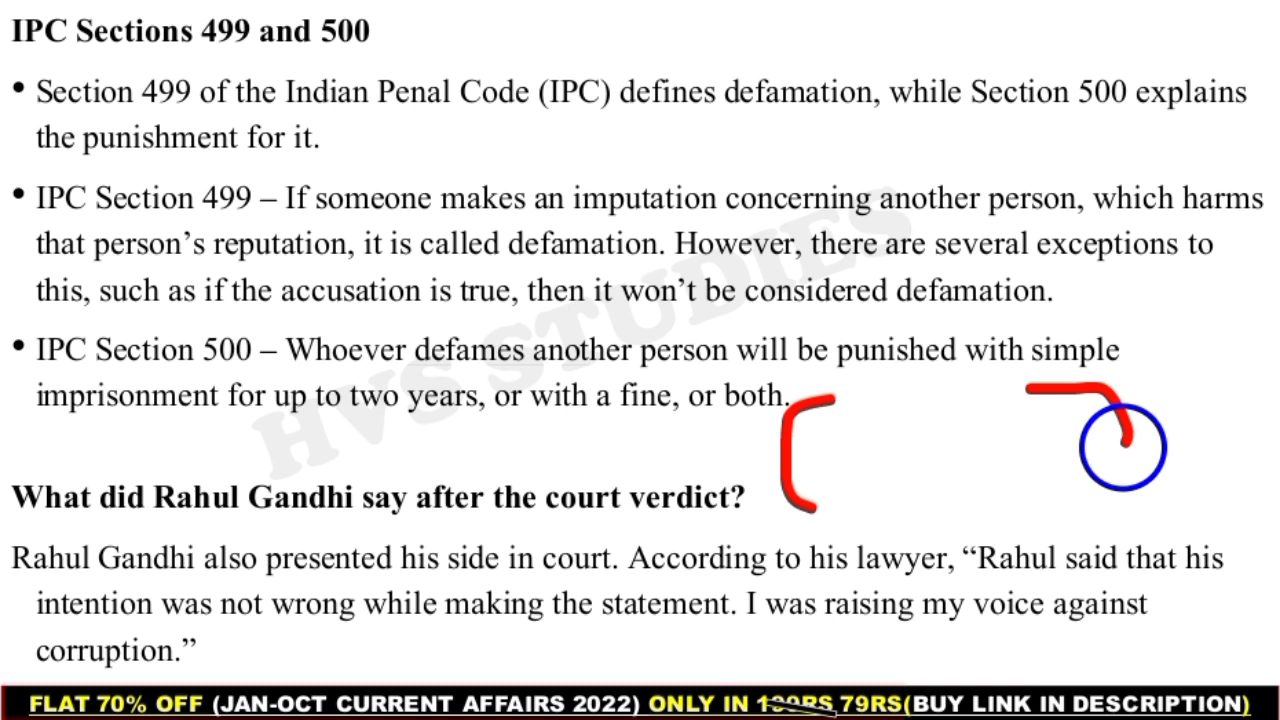 IPC Sections 499 and 500
• Section 499 of the Indian Penal Code (IPC) defines defamation, while Section 500 explains
the punishment for it.
• IPC Section 499 – If someone makes an imputation concerning another person, which harms
that person’s reputation, it is called defamation. However, there are several exceptions to
this, such as if the accusation is true, then it won’t be considered defamation.
• IPC Section 500 – Whoever defames another person will be punished with simple
imprisonment for up to two years, or with a fine, or both.
HVS STUDIES
What did Rahul Gandhi say after the court verdict?
Rahul Gandhi also presented his side in court. According to his lawyer, “Rahul said that his
intention was not wrong while making the statement. I was raising my voice against
corruption.”
FLAT 70% OFF (JAN-OCT CURRENT AFFAIRS 2022) ONLY IN 79RS(BUY LINK IN DESCRIPTION)